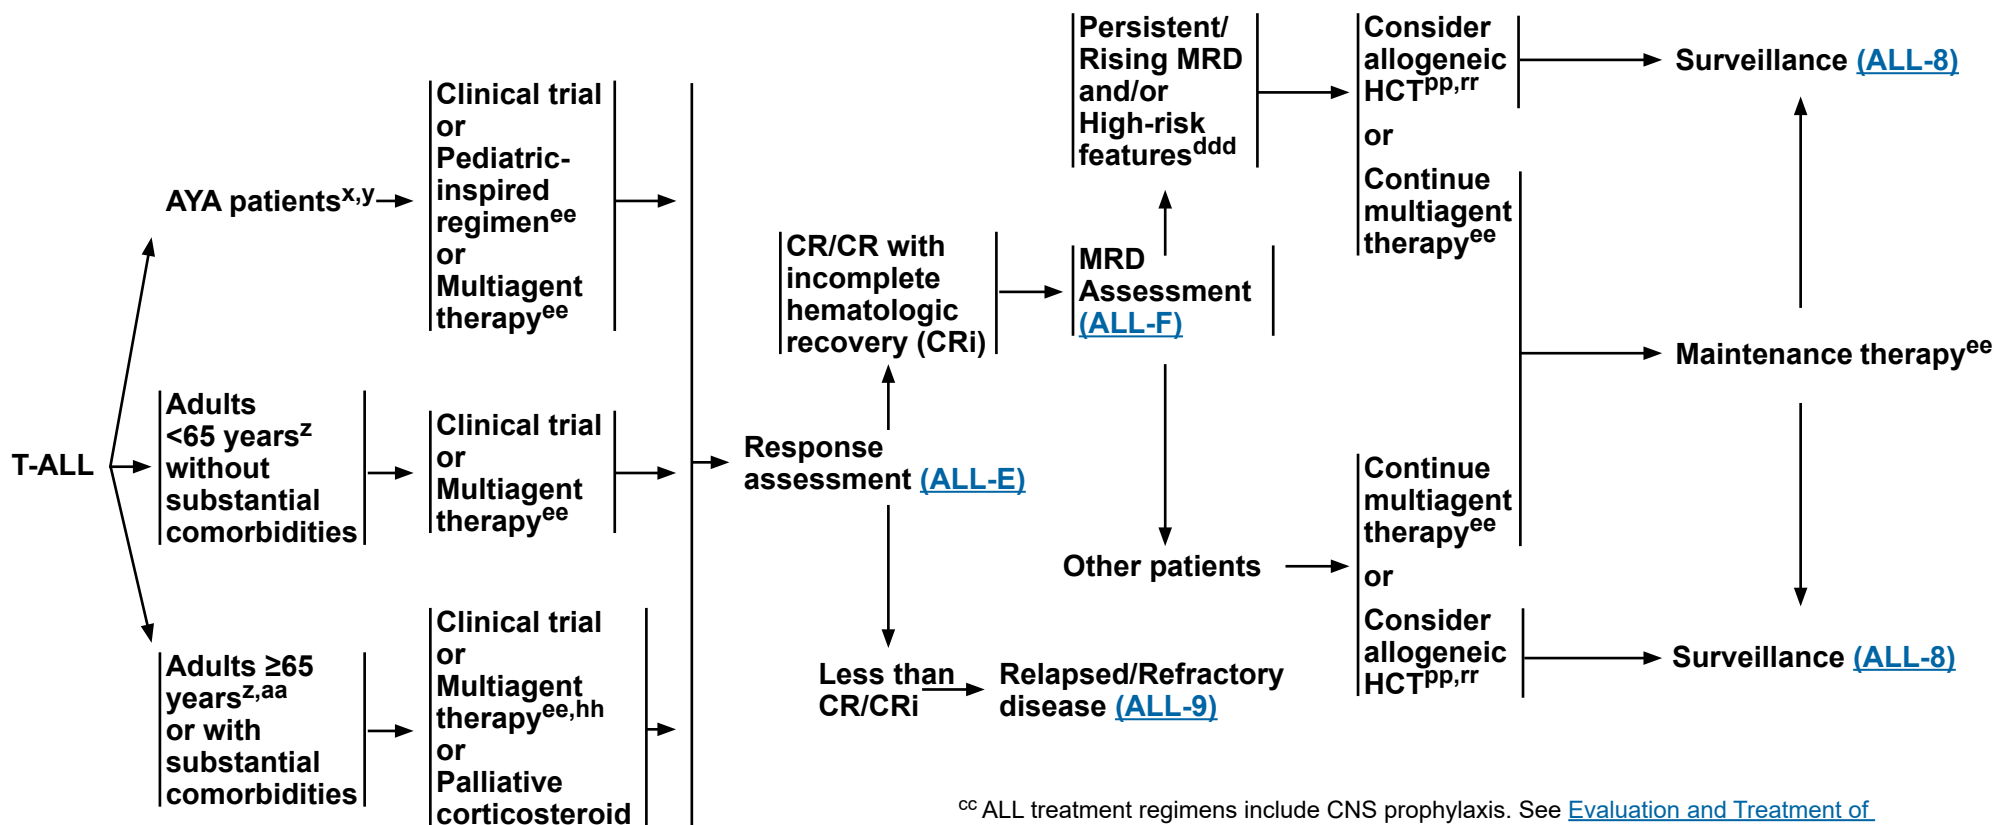 T-ALL
AYA patientsx,y
Adults
<65 yearsz
without
substantial
comorbidities
Adults ≥65
yearsz,aa
or with
substantial
comorbidities
Clinical trial
or
Pediatric-
inspired
regimenee
or
Multiagent
therapyee
Clinical trial
or
Multiagent
therapyee
Clinical trial
or
Multiagent
therapyee,hh
or
Palliative
corticosteroid
Response
assessment (ALL-E)
CR/CR with
incomplete
hematologic
recovery (CRi)
Less than
CR/CRi
Relapsed/Refractory
disease (ALL-9)
MRD
Assessment
(ALL-F)
Persistent/
Rising MRD
and/or
High-risk
featuresddd
Other patients
Consider
allogeneic
HCTpp,rr
or
Continue
multiagent
therapyee
Continue
multiagent
therapyee
or
Consider
allogeneic
HCTpp,rr
Surveillance (ALL-8)
Maintenance therapyee
Surveillance (ALL-8)
cc ALL treatment regimens include CNS prophylaxis. See Evaluation and Treatment of